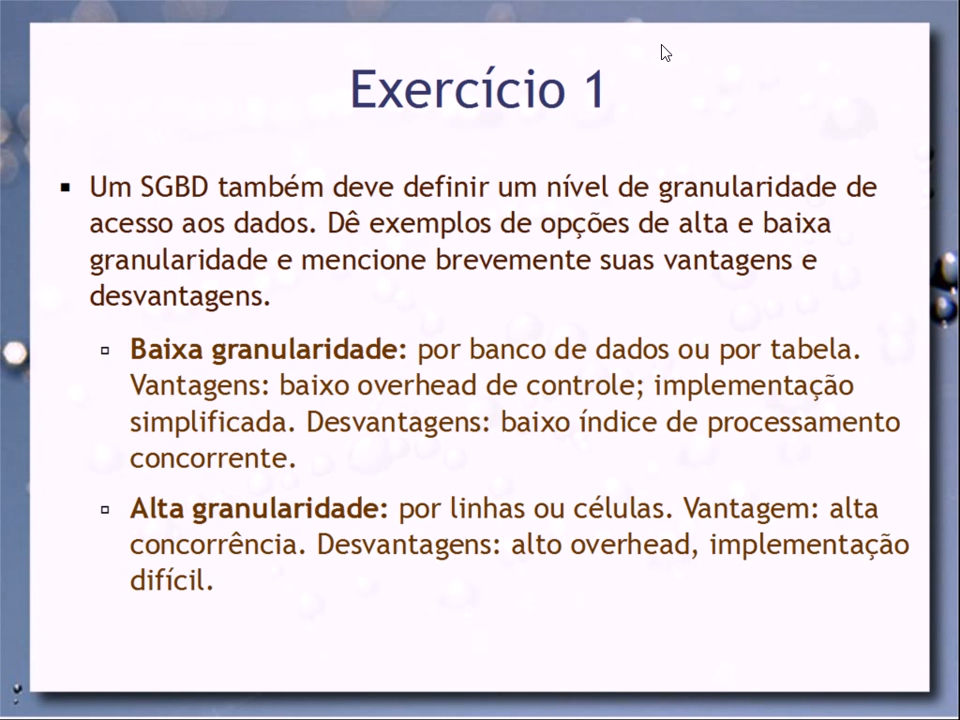 Exercício 1
Um SGBD também deve definir um nível de granularidade de
acesso aos dados. Dê exemplos de opções de alta e baixa
granularidade e mencione brevemente suas vantagens e
desvantagens.
Baixa granularidade: por banco de dados ou por tabela.
Vantagens: baixo overhead de controle; implementação
simplificada. Desvantagens: baixo índice de processamento
concorrente.
Alta granularidade: por linhas ou células. Vantagem: alta
concorrência. Desvantagens: alto overhead, implementação
difícil.